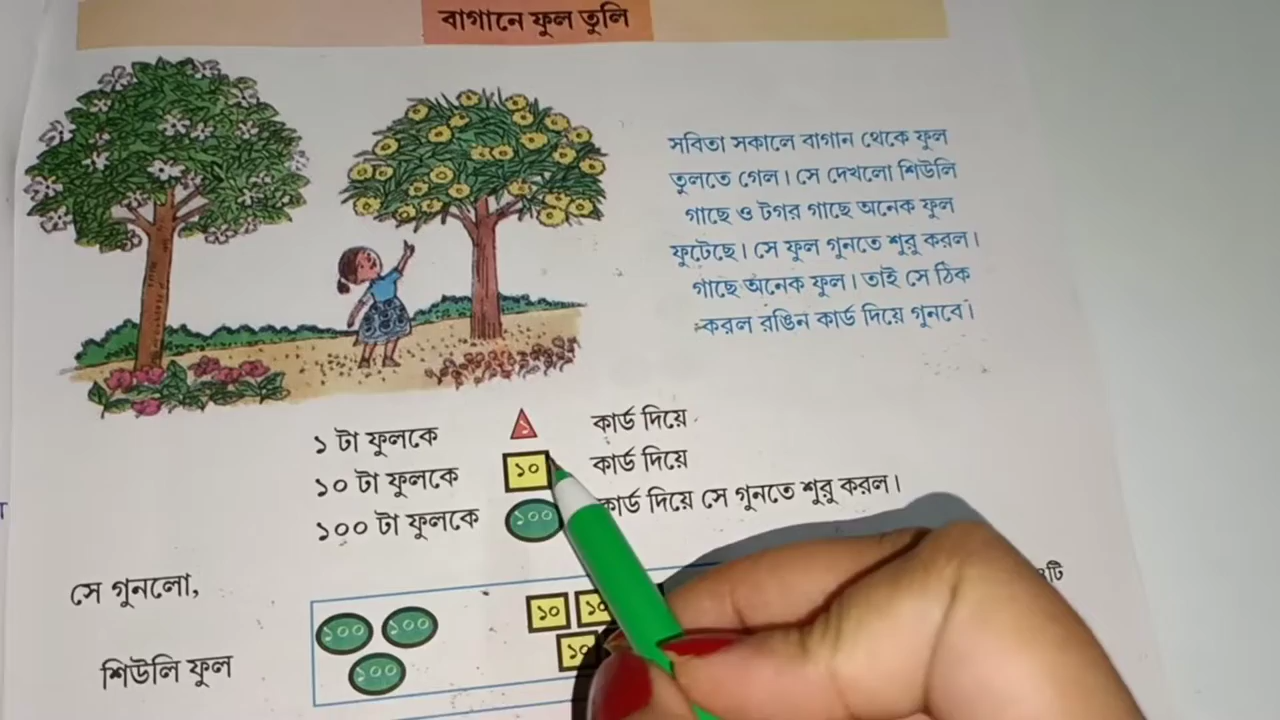 বাগানে ফুল তুলি
সবিতা সকালে বাগান থেকে ফুল
তুলতে গেল। সে দেখলো শিউলি
গাছে ও টগর গাছে অনেক ফুল
ফুটেছে। সে ফুল গুনতে শুরু করল।
গাছে অনেক ফুল। তাই সে ঠিক
করল রঙিন কার্ড দিয়ে গুনবে।
১ টা ফুলকে ১ কার্ড দিয়ে
১০ টা ফুলকে ১০ কার্ড দিয়ে
১০০ টা ফুলকে ১০০ কার্ড দিয়ে সে গুনতে শুরু করল।
সে গুনলো,
১০০ ১০০ ১০ ১০
শিউলি ফুল ১০০ ১০